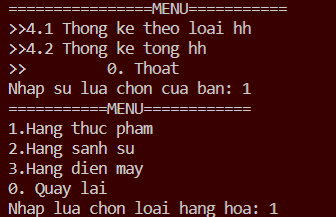 ================MENU===========
>>4.1 Thong ke theo loai hh
>>4.2 Thong ke tong hh
>>        0. Thoat
Nhap su lua chon cua ban: 1
===========MENU============
1.Hang thuc pham
2.Hang sanh su
3.Hang dien may
0. Quay lai
Nhap lua chon loai hang hoa: 1